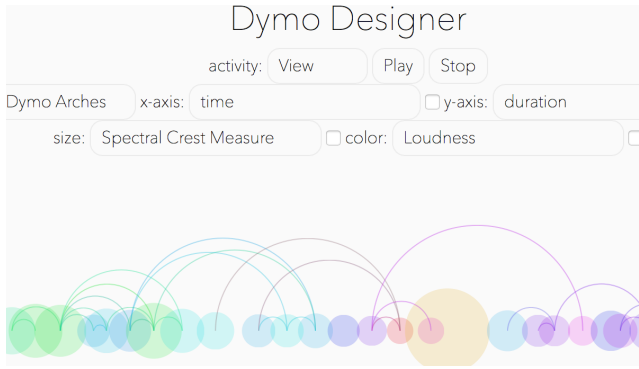 Dymo Designer
activity: View Play Stop
Dymo Arches x-axis: time y-axis: duration
size: Spectral Crest Measure color: Loudness